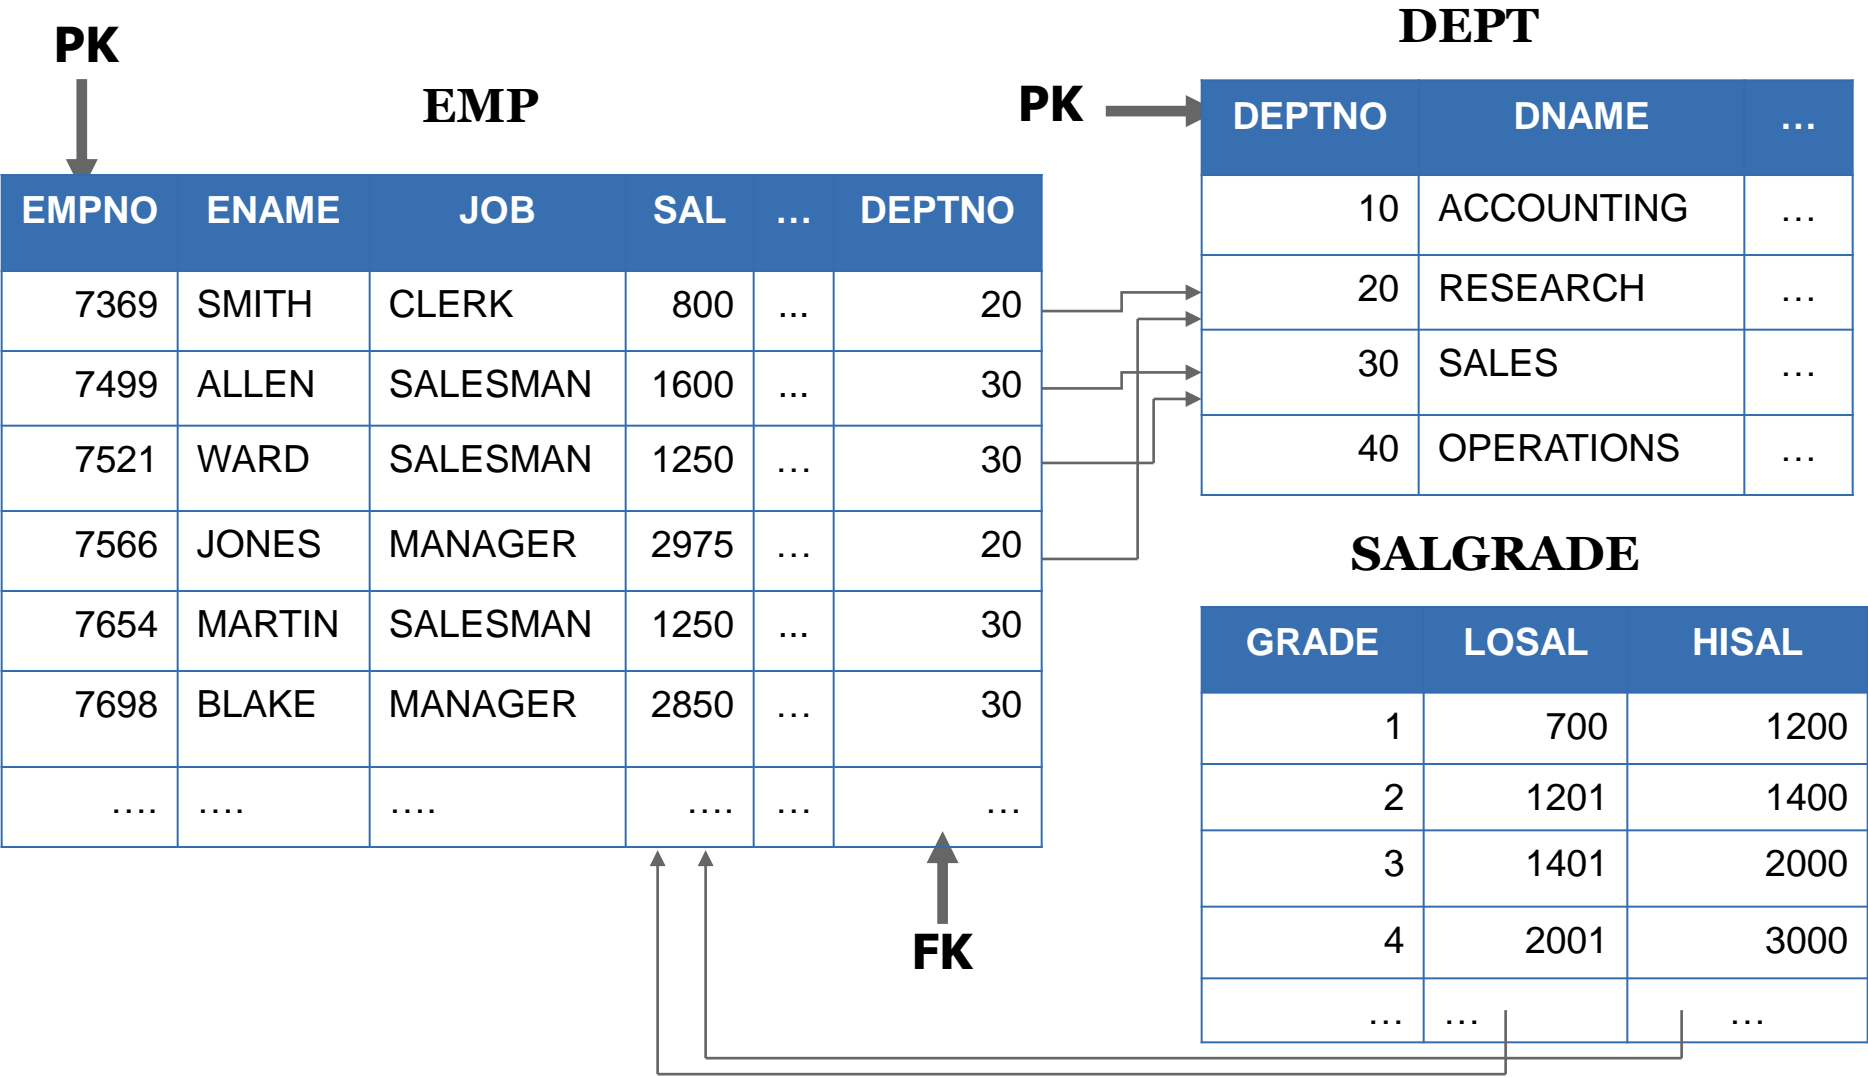 PK
EMP
EMPNO ENAME JOB SAL … DEPTNO
7369 SMITH CLERK 800 ... 20
7499 ALLEN SALESMAN 1600 ... 30
7521 WARD SALESMAN 1250 … 30
7566 JONES MANAGER 2975 … 20
7654 MARTIN SALESMAN 1250 ... 30
7698 BLAKE MANAGER 2850 … 30
…. …. …. …. … …
FK
DEPT
PK
DEPTNO DNAME …
10 ACCOUNTING …
20 RESEARCH …
30 SALES …
40 OPERATIONS …
SALGRADE
GRADE LOSAL HISAL
1 700 1200
2 1201 1400
3 1401 2000
4 2001 3000
… … …